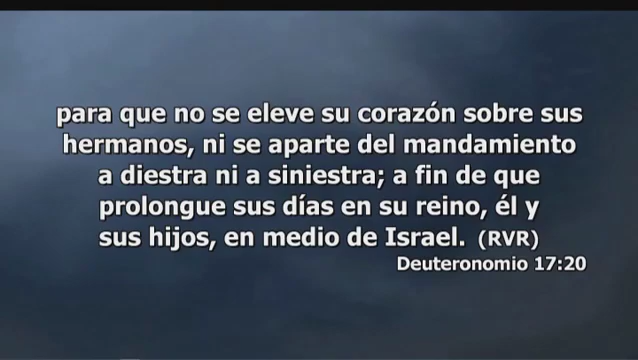 para que no se eleve su corazón sobre sus
hermanos, ni se aparte del mandamiento
a diestra ni a siniestra; a fin de que
prolongue sus días en su reino, él y
sus hijos, en medio de Israel. (RVR)
Deuteronomio 17:20